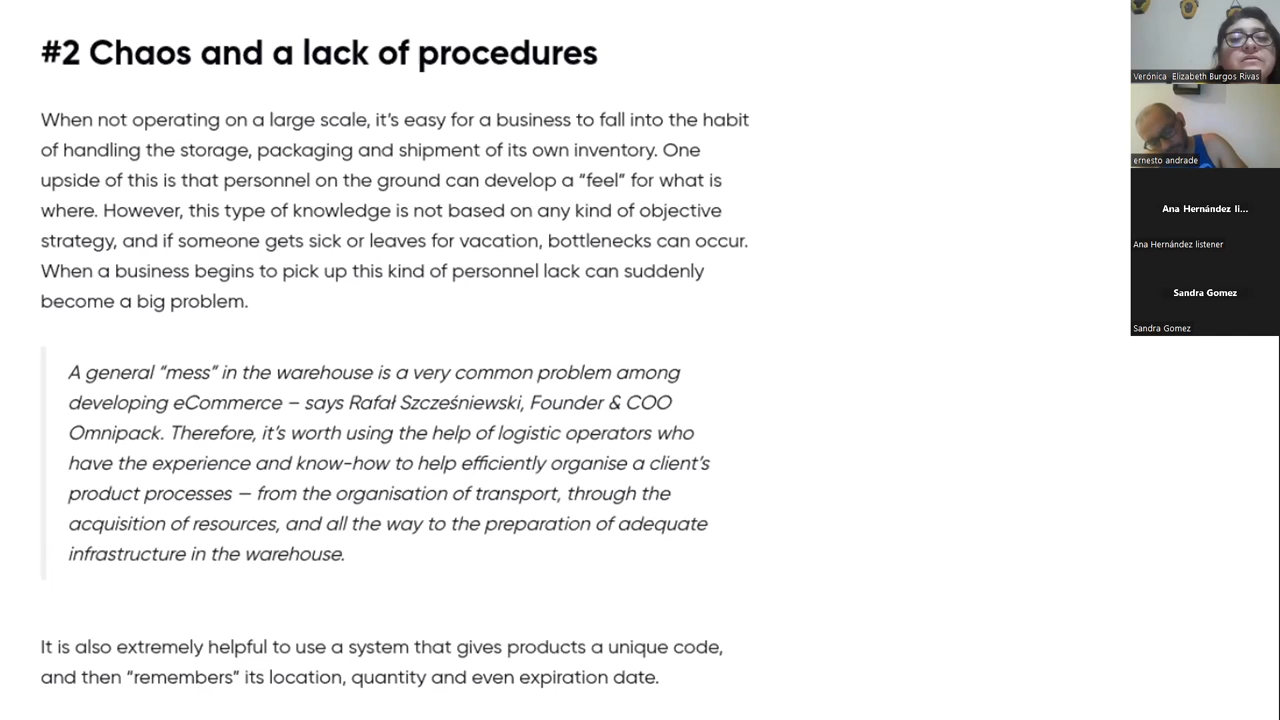 #2 Chaos and a lack of procedures
When not operating on a large scale, it's easy for a business to fall into the habit
of handling the storage, packaging and shipment of its own inventory. One
upside of this is that personnel on the ground can develop a “feel” for what is
where. However, this type of knowledge is not based on any kind of objective
strategy, and if someone gets sick or leaves for vacation, bottlenecks can occur.
When a business begins to pick up this kind of personnel lack can suddenly
become a big problem.
A general “mess” in the warehouse is a very common problem among
developing eCommerce – says Rafał Szcześniewski, Founder & COO
Omnipack. Therefore, it's worth using the help of logistic operators who
have the experience and know-how to help efficiently organise a client's
product processes — from the organisation of transport, through the
acquisition of resources, and all the way to the preparation of adequate
infrastructure in the warehouse.
It is also extremely helpful to use a system that gives products a unique code,
and then “remembers” its location, quantity and even expiration date.
Verónica Elizabeth Burgos Rivas
ernesto andrade
Ana Hernández li...
Ana Hernández listener
Sandra Gomez
Sandra Gomez